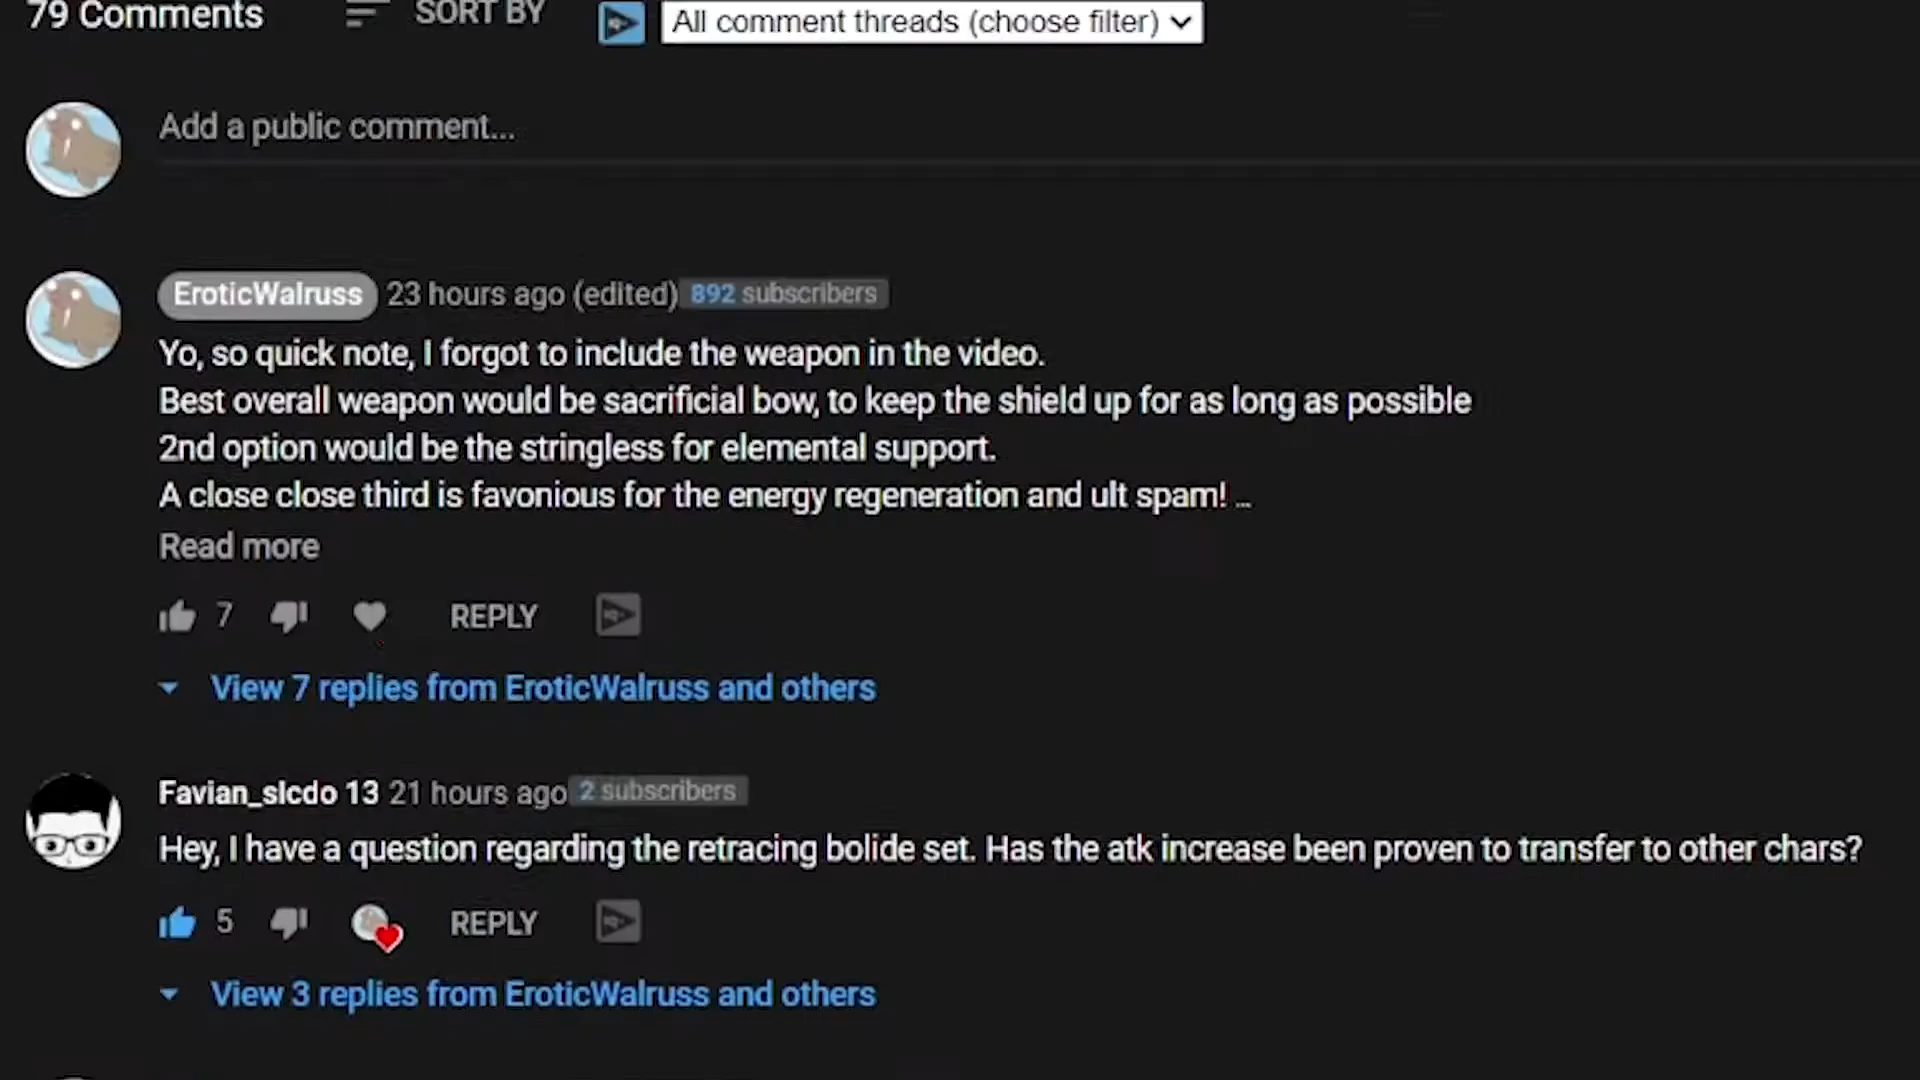 79 Comments SORT BY All comment threads (choose filter)
Add a public comment...
EroticWalruss 23 hours ago (edited) 892 subscribers
Yo, so quick note, I forgot to include the weapon in the video.
Best overall weapon would be sacrificial bow, to keep the shield up for as long as possible
2nd option would be the stringless for elemental support.
A close close third is favonious for the energy regeneration and ult spam! ...
Read more
7 REPLY
View 7 replies from EroticWalruss and others
Favian_slcdo 13 21 hours ago 2 subscribers
Hey, I have a question regarding the retracing bolide set. Has the atk increase been proven to transfer to other chars?
5 REPLY
View 3 replies from EroticWalruss and others